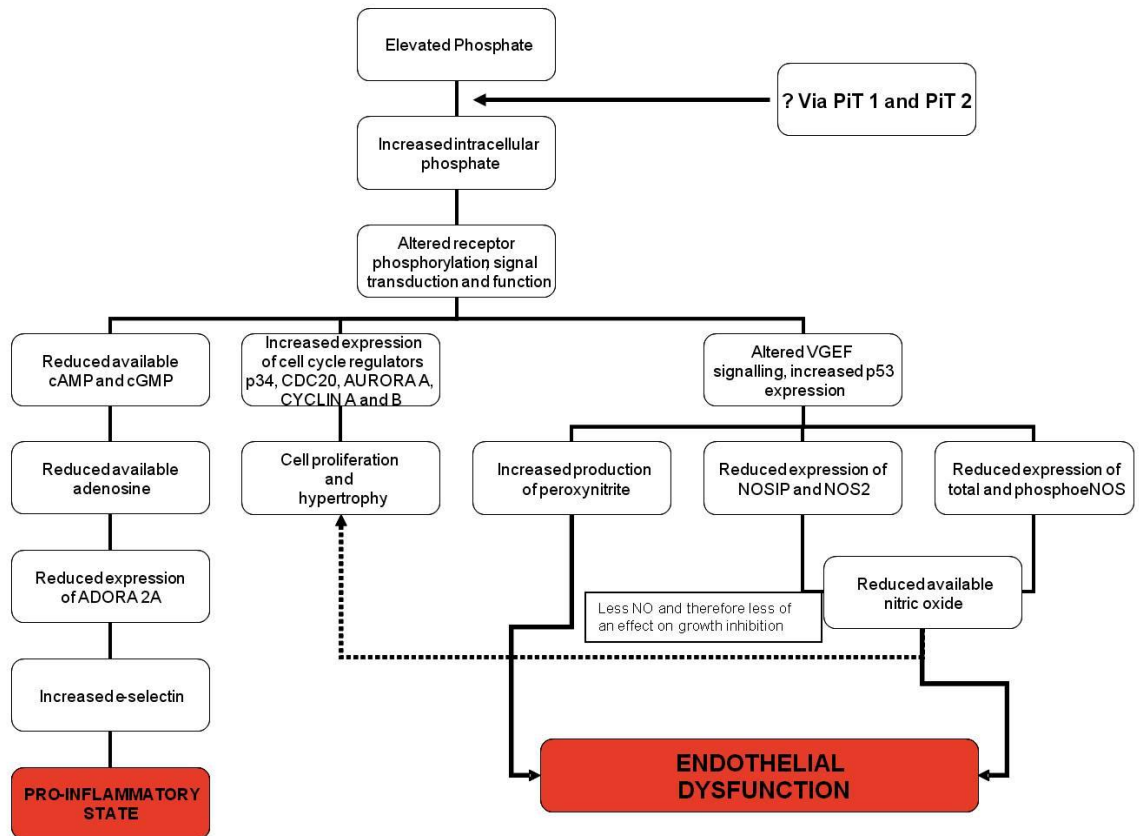 Elevated Phosphate
? Via PiT 1 and PiT 2
Increased intracellular
phosphate
Altered receptor
phosphorylation, signal
transduction and function
Reduced available
cAMP and cGMP
Increased expression
of cell cycle regulators
p34, CDC20, AURORA A,
CYCLIN A and B
Altered VGEF
signalling, increased p53
expression
Reduced available
adenosine
Cell proliferation
and
hypertrophy
Increased production
of peroxynitrite
Reduced expression of
NOSIP and NOS2
Reduced expression of
total and phosphoeNOS
Reduced expression
of ADORA 2A
Reduced available
nitric oxide
Less NO and therefore less of
an effect on growth inhibition
Increased e-selectin
PRO-INFLAMMATORY
STATE
ENDOTHELIAL
DYSFUNCTION